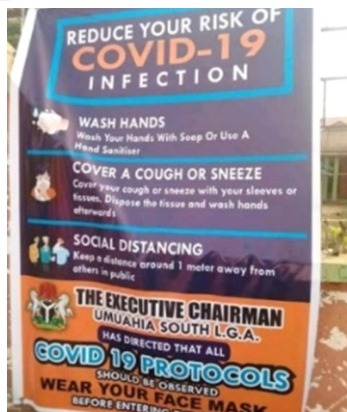 REDUCE YOUR RISK OF
COVID-19
INFECTION
WASH HANDS
Wash Your Hands With Soap Or Use A
Hand Sanitiser
COVER A COUGH OR SNEEZE
Cover your cough or sneeze with your sleeves or
tissues. Dispose the tissue and wash hands
afterwards
SOCIAL DISTANCING
Keep a distance around 1 meter away from
others in public
THE EXECUTIVE CHAIRMAN
UMUAHIA SOUTH L.G.A.
HAS DIRECTED THAT ALL
COVID 19 PROTOCOLS
SHOULD BE OBSERVED
WEAR YOUR FACE MASK
BEFORE ENTERING